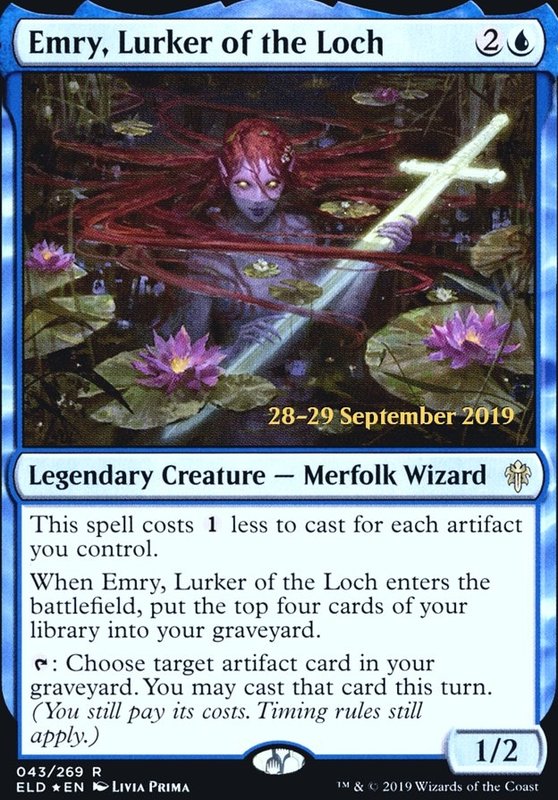 Emry, Lurker of the Loch 2
28-29 September 2019
Legendary Creature — Merfolk Wizard
This spell costs 1 less to cast for each artifact
you control.
When Emry, Lurker of the Loch enters the
battlefield, put the top four cards of your
library into your graveyard.
: Choose target artifact card in your
graveyard. You may cast that card this turn.
(You still pay its costs. Timing rules still
apply.)
1/2
043/269 R
ELD ★ EN Livia Prima
™ & © 2019 Wizards of the Coast